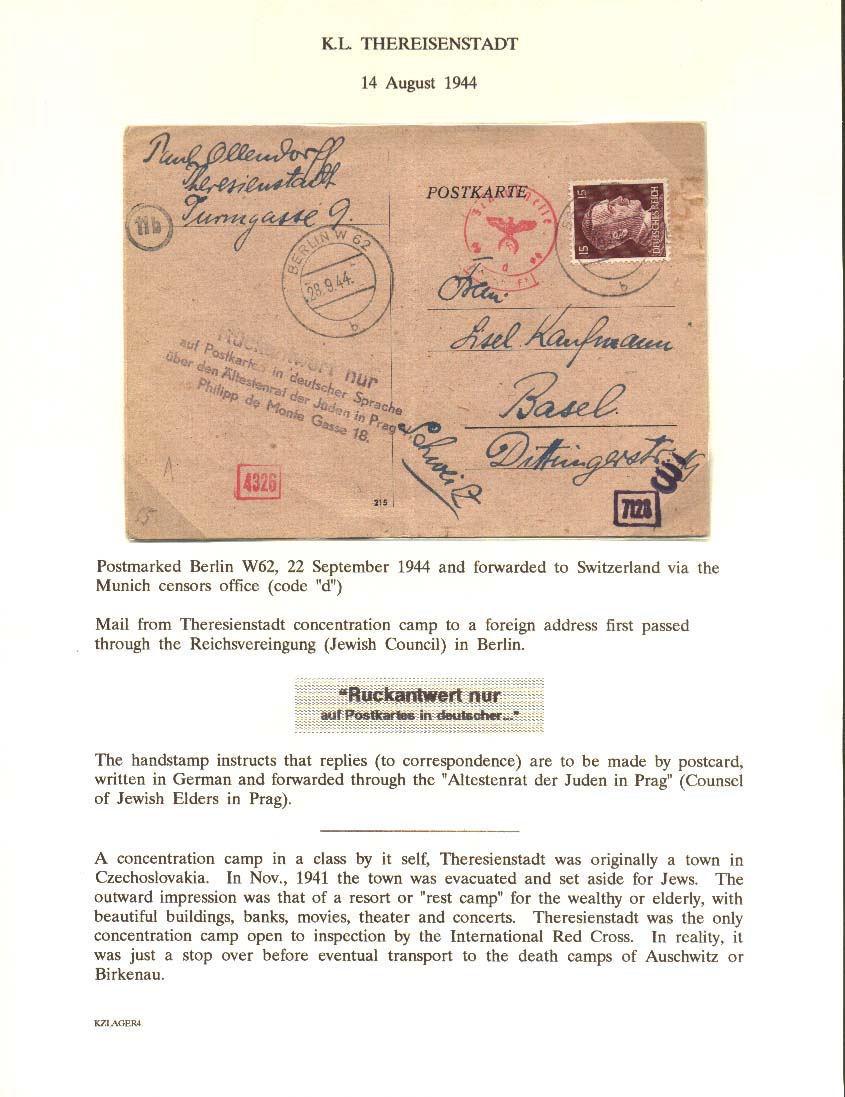 K.L. THEREISENSTADT
14 August 1944
Paul Ollendorff
Theresienstadt
Turmgasse 9.
11b
BERLIN W 62
28.9.44.
b
POSTKARTE
d
15
15
DEUTSCHES REICH
b
Frau
Lisel Kaufmann
Basel.
Dittingerstr.
Schweiz
Rückantwort nur
auf Postkarten in deutscher Sprache
über den Ältestenrat der Juden in Prag
Philipp de Monte Gasse 18.
A
4326
215
15
7128
Postmarked Berlin W62, 22 September 1944 and forwarded to Switzerland via the
Munich censors office (code "d")
Mail from Theresienstadt concentration camp to a foreign address first passed
through the Reichsvereingung (Jewish Council) in Berlin.
"Ruckantwert nur
auf Postkartes in deutscher..."
The handstamp instructs that replies (to correspondence) are to be made by postcard,
written in German and forwarded through the "Altestenrat der Juden in Prag" (Counsel
of Jewish Elders in Prag).
A concentration camp in a class by it self, Theresienstadt was originally a town in
Czechoslovakia. In Nov., 1941 the town was evacuated and set aside for Jews. The
outward impression was that of a resort or "rest camp" for the wealthy or elderly, with
beautiful buildings, banks, movies, theater and concerts. Theresienstadt was the only
concentration camp open to inspection by the International Red Cross. In reality, it
was just a stop over before eventual transport to the death camps of Auschwitz or
Birkenau.
KZLAGER4